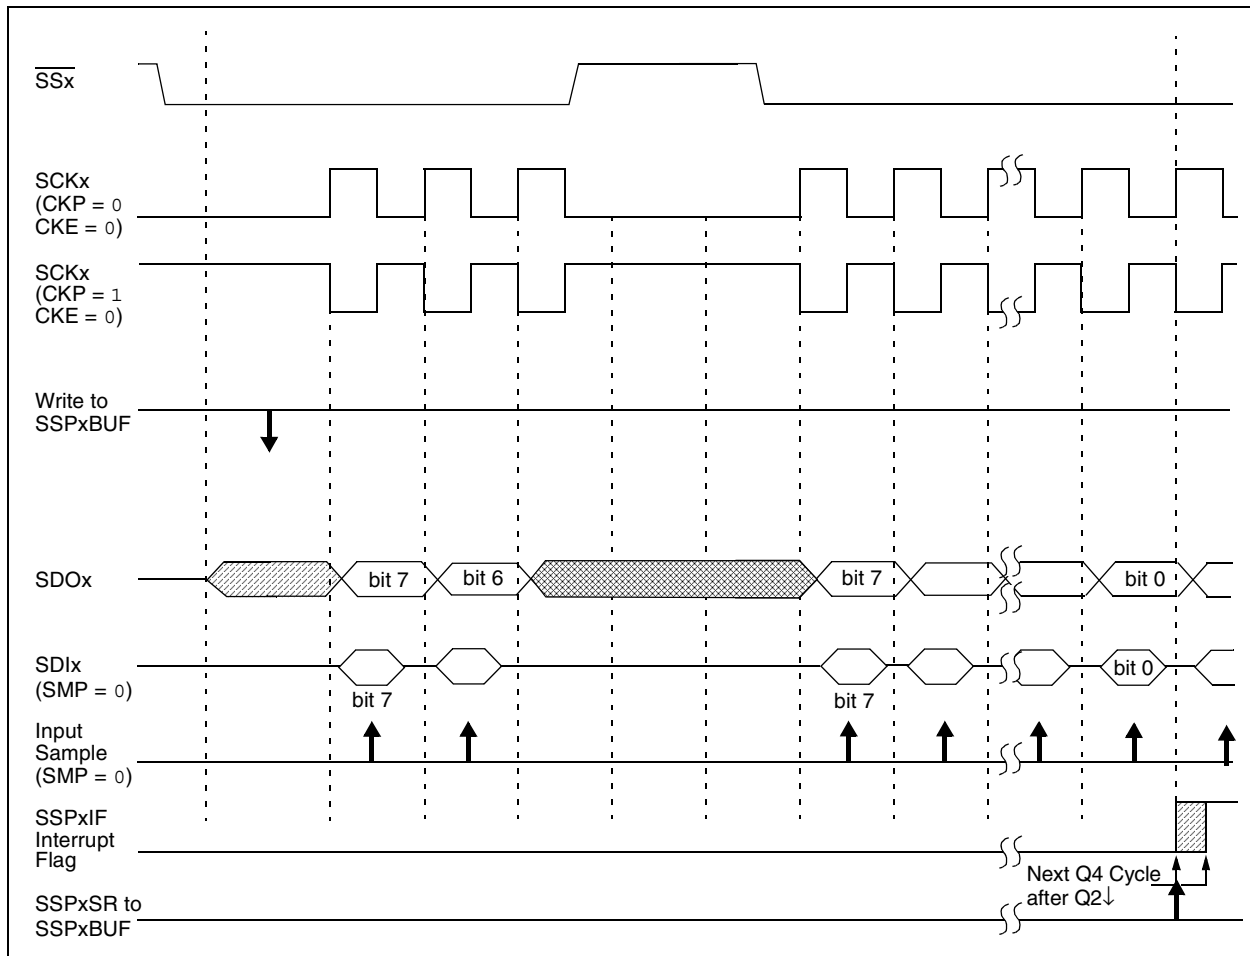 SSx
SCKx
(CKP = 0
CKE = 0)
SCKx
(CKP = 1
CKE = 0)
Write to
SSPxBUF
SDOx
bit 7
bit 6
bit 7
bit 0
SDIx
(SMP = 0)
bit 7
bit 7
bit 0
Input
Sample
(SMP = 0)
SSPxIF
Interrupt
Flag
Next Q4 Cycle
after Q2↓
SSPxSR to
SSPxBUF